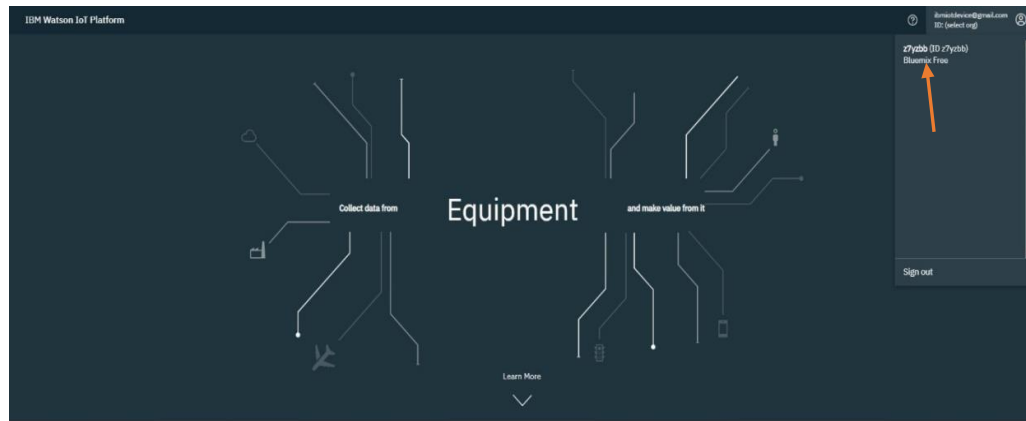 IBM Watson IoT Platform
ibmiotdevice@gmail.com
ID: (select org)
z7yzbb (ID z7yzbb)
Bluemix Free
Collect data from
Equipment
and make value from it
Sign out
Learn More